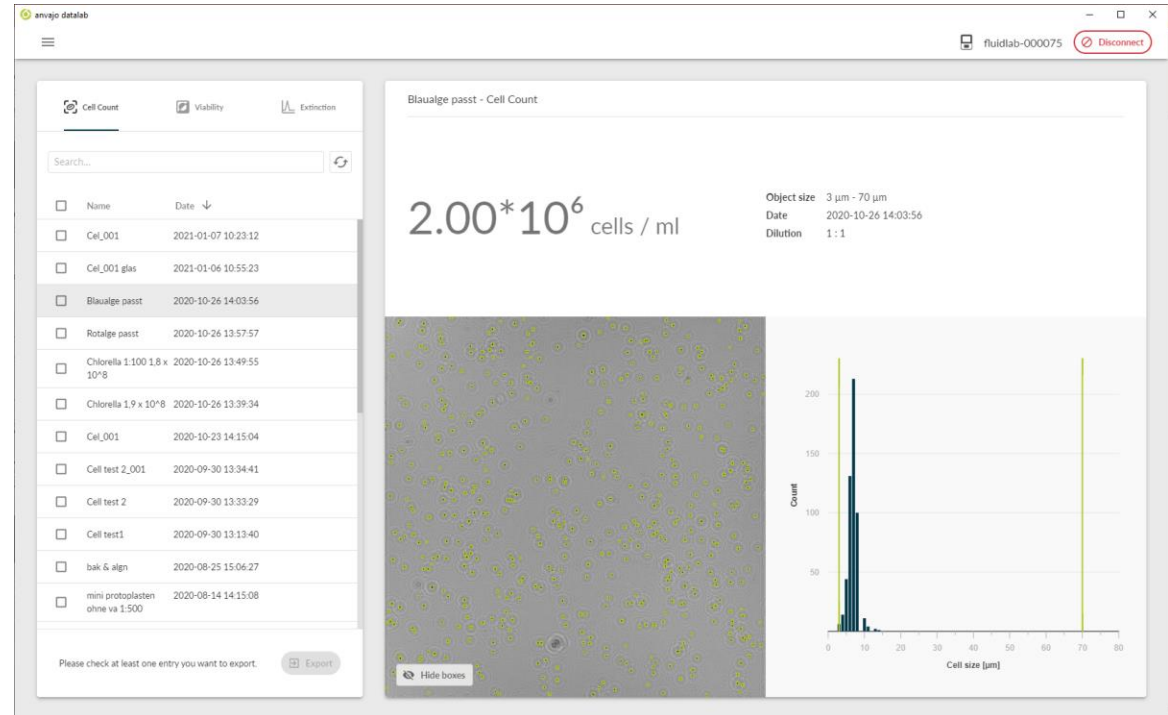 anvajo datalab
fluidlab-000075 Disconnect
Cell Count Viability Extinction
Search...
Name Date
Cel_001 2021-01-07 10:23:12
Cel_001 glas 2021-01-06 10:55:23
Blaualge passt 2020-10-26 14:03:56
Rotalge passt 2020-10-26 13:57:57
Chlorella 1:100 1,8 x 2020-10-26 13:49:55
10^8
Chlorella 1,9 x 10^8 2020-10-26 13:39:34
Cel_001 2020-10-23 14:15:04
Cell test 2_001 2020-09-30 13:34:41
Cell test 2 2020-09-30 13:33:29
Cell test1 2020-09-30 13:13:40
bak & algn 2020-08-25 15:06:27
mini protoplasten 2020-08-14 14:15:08
ohne va 1:500
Please check at least one entry you want to export. Export
Blaualge passt - Cell Count
2.00*10⁶ cells / ml
Object size 3 µm - 70 µm
Date 2020-10-26 14:03:56
Dilution 1 : 1
Hide boxes
200
150
100
50
Count
0 10 20 30 40 50 60 70 80
Cell size [µm]